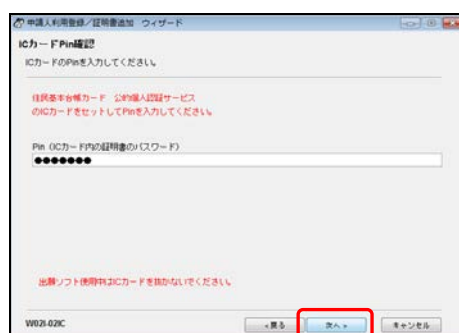 申請人利用登録／証明書追加　ウィザード
ICカードPin確認
ICカードのPinを入力してください。
住民基本台帳カード　公的個人認証サービス
のICカードをセットしてPinを入力してください。
Pin（ICカード内の証明書のパスワード）
●●●●●●●
出願ソフト使用中はICカードを抜かないでください。
W02I-02IC
<戻る 次へ> キャンセル